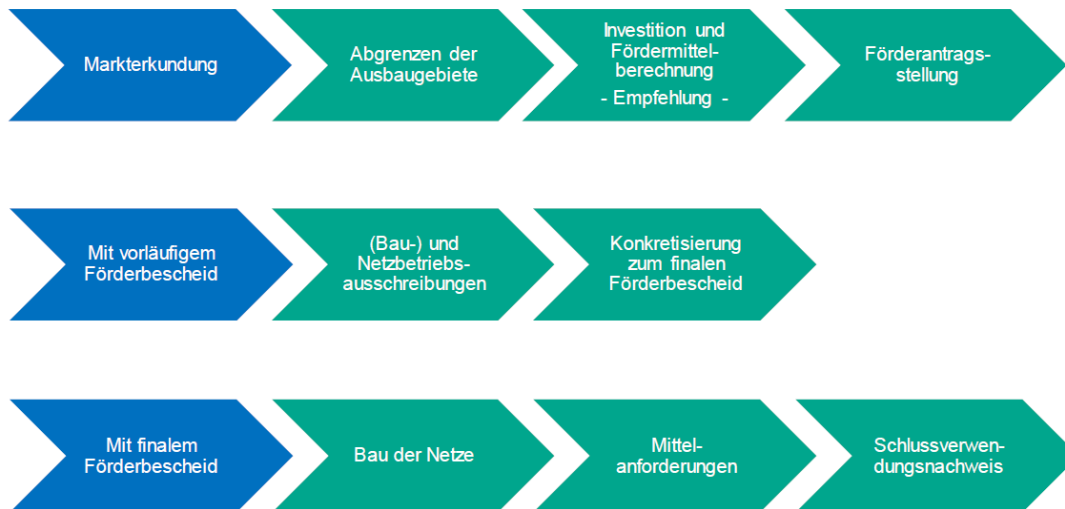 Markterkundung
Abgrenzen der
Ausbaugebiete
Investition und
Fördermittel-
berechnung
- Empfehlung -
Förderantrags-
stellung
Mit vorläufigem
Förderbescheid
(Bau-) und
Netzbetriebs-
ausschreibungen
Konkretisierung
zum finalen
Förderbescheid
Mit finalem
Förderbescheid
Bau der Netze
Mittel-
anforderungen
Schlussverwen-
dungsnachweis